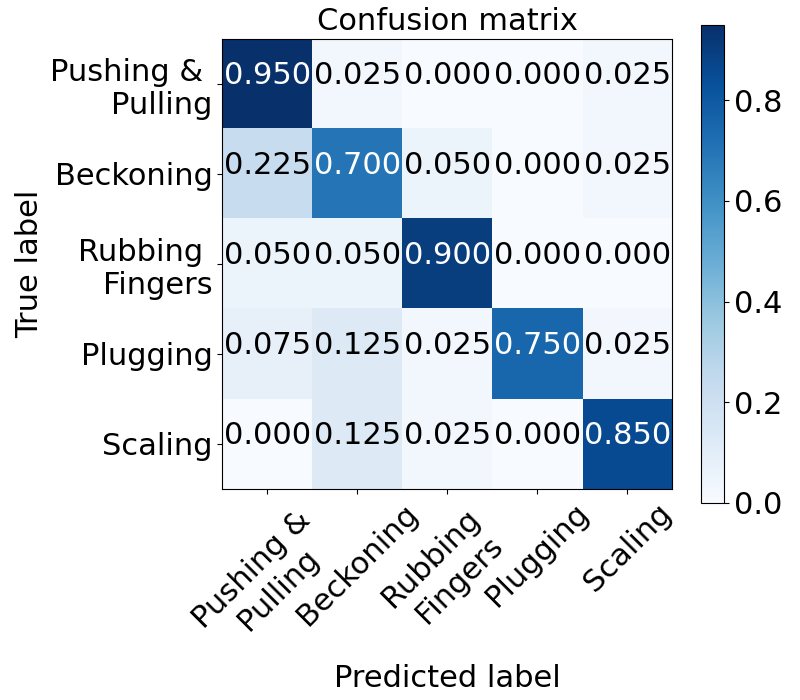 Confusion matrix
Pushing &
Pulling
0.950 0.025 0.000 0.000 0.025
Beckoning 0.225 0.700 0.050 0.000 0.025
Rubbing
Fingers
0.050 0.050 0.900 0.000 0.000
Plugging 0.075 0.125 0.025 0.750 0.025
Scaling 0.000 0.125 0.025 0.000 0.850
True label
Pushing &
Pulling
Beckoning
Rubbing
Fingers
Plugging
Scaling
Predicted label
0.8
0.6
0.4
0.2
0.0